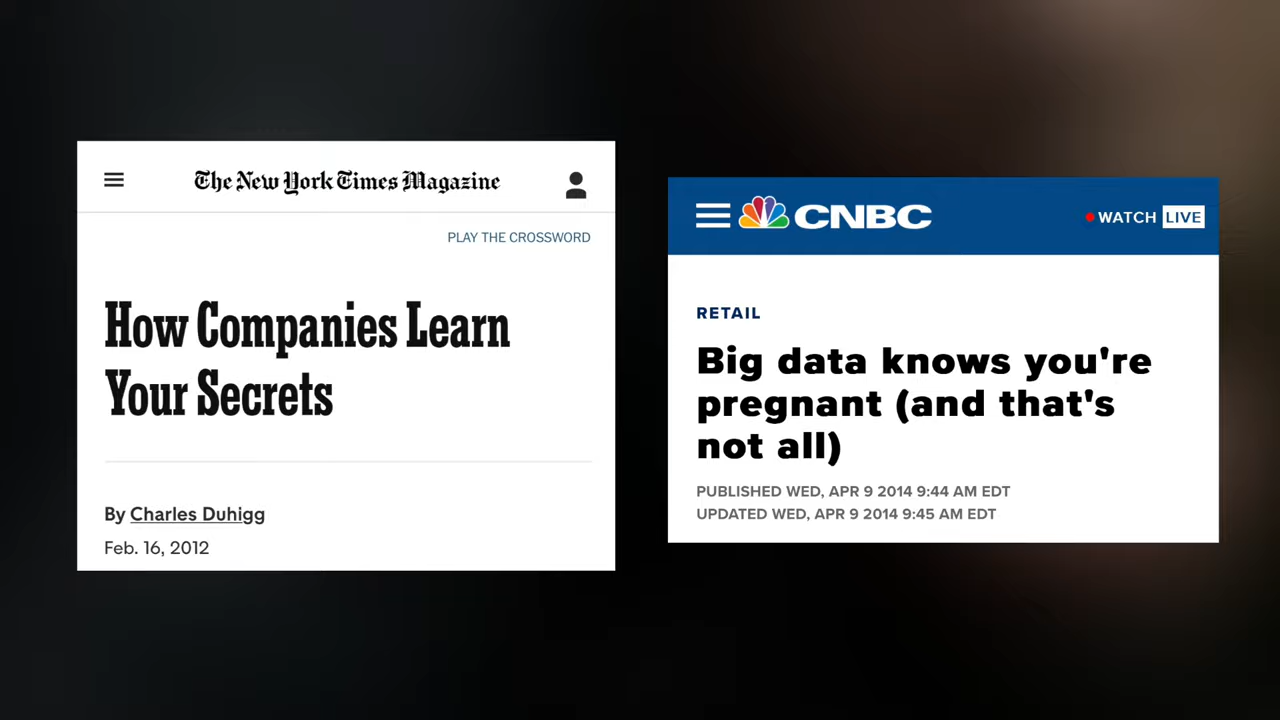 The New York Times Magazine
PLAY THE CROSSWORD
How Companies Learn
Your Secrets
By Charles Duhigg
Feb. 16, 2012
CNBC
WATCH LIVE
RETAIL
Big data knows you're
pregnant (and that's
not all)
PUBLISHED WED, APR 9 2014 9:44 AM EDT
UPDATED WED, APR 9 2014 9:45 AM EDT